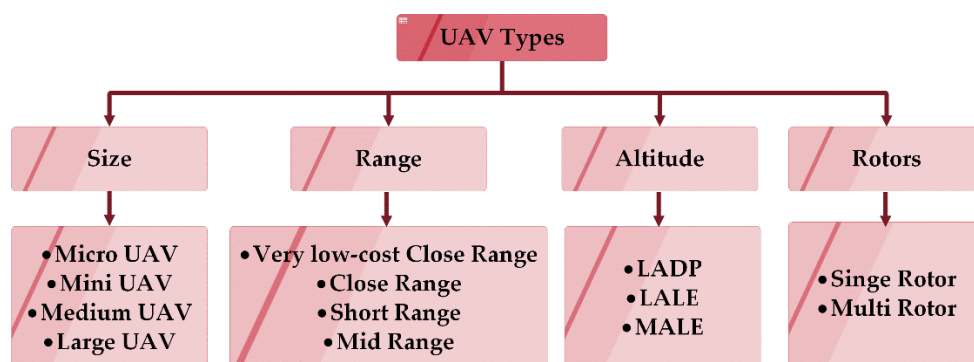 UAV Types
Size
Range
Altitude
Rotors
•Micro UAV
•Mini UAV
•Medium UAV
•Large UAV
•Very low-cost Close Range
•Close Range
•Short Range
•Mid Range
•LADP
•LALE
•MALE
•Singe Rotor
•Multi Rotor